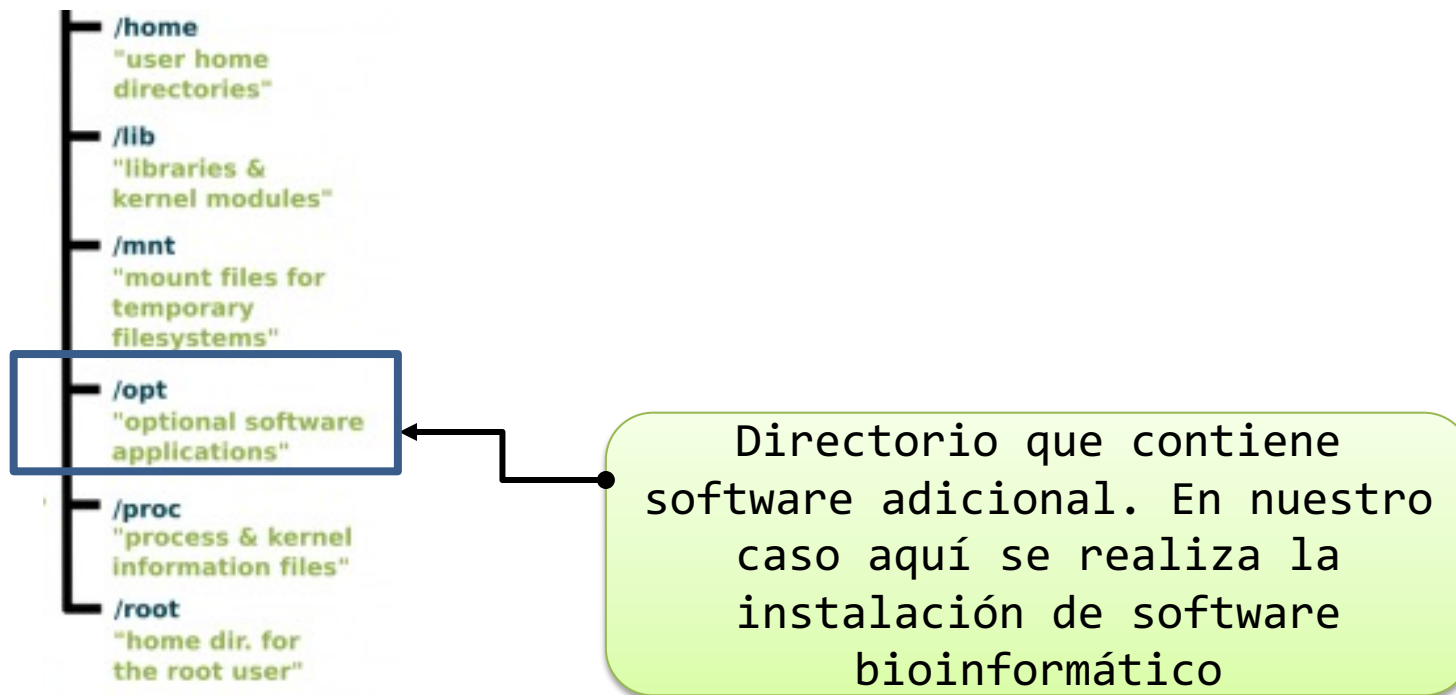 /home
"user home
directories"
/lib
"libraries &
kernel modules"
/mnt
"mount files for
temporary
filesystems"
/opt
"optional software
applications"
/proc
"process & kernel
information files"
/root
"home dir. for
the root user"
Directorio que contiene
software adicional. En nuestro
caso aquí se realiza la
instalación de software
bioinformático